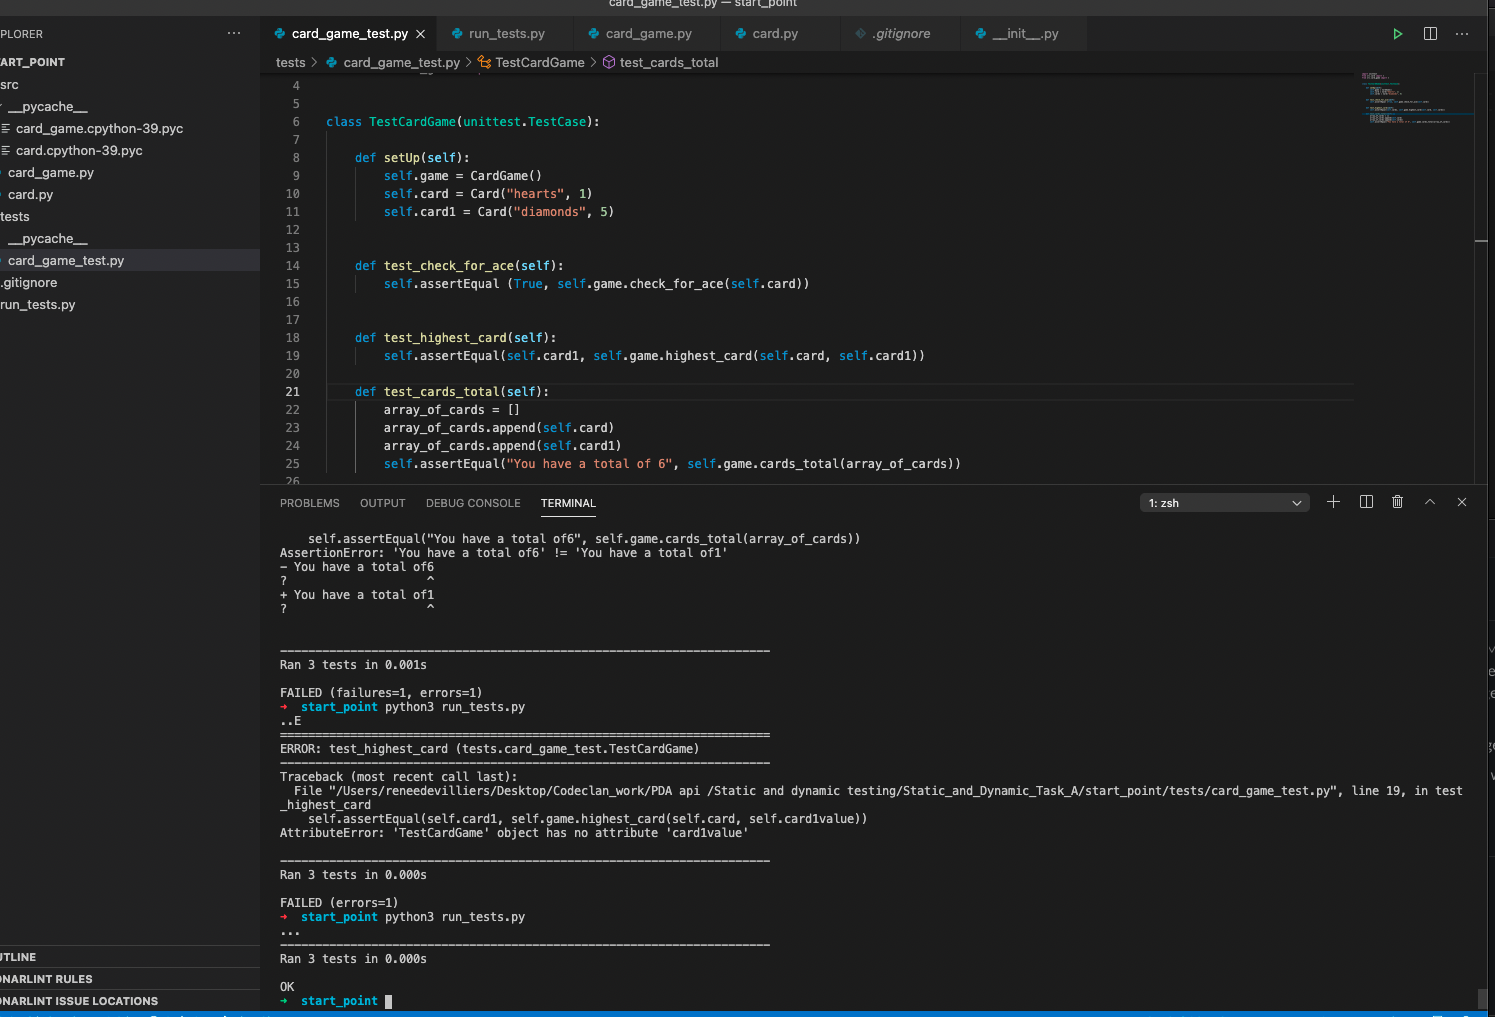 card_game_test.py — start_point
PLORER
···
card_game_test.py
run_tests.py
card_game.py
card.py
.gitignore
__init__.py
···
ART_POINT
src
__pycache__
card_game.cpython-39.pyc
card.cpython-39.pyc
card_game.py
card.py
tests
__pycache__
card_game_test.py
.gitignore
run_tests.py
UTLINE
ONARLINT RULES
ONARLINT ISSUE LOCATIONS
tests > card_game_test.py > TestCardGame > test_cards_total
4
5
6 class TestCardGame(unittest.TestCase):
7
8 def setUp(self):
9 self.game = CardGame()
10 self.card = Card("hearts", 1)
11 self.card1 = Card("diamonds", 5)
12
13
14 def test_check_for_ace(self):
15 self.assertEqual (True, self.game.check_for_ace(self.card))
16
17
18 def test_highest_card(self):
19 self.assertEqual(self.card1, self.game.highest_card(self.card, self.card1))
20
21 def test_cards_total(self):
22 array_of_cards = []
23 array_of_cards.append(self.card)
24 array_of_cards.append(self.card1)
25 self.assertEqual("You have a total of 6", self.game.cards_total(array_of_cards))
26
PROBLEMS OUTPUT DEBUG CONSOLE TERMINAL
1: zsh
self.assertEqual("You have a total of6", self.game.cards_total(array_of_cards))
AssertionError: 'You have a total of6' != 'You have a total of1'
- You have a total of6
? ^
+ You have a total of1
? ^
----------------------------------------------------------------------
Ran 3 tests in 0.001s
FAILED (failures=1, errors=1)
➜ start_point python3 run_tests.py
..E
======================================================================
ERROR: test_highest_card (tests.card_game_test.TestCardGame)
----------------------------------------------------------------------
Traceback (most recent call last):
File "/Users/reneedevilliers/Desktop/Codeclan_work/PDA api /Static and dynamic testing/Static_and_Dynamic_Task_A/start_point/tests/card_game_test.py", line 19, in test
_highest_card
self.assertEqual(self.card1, self.game.highest_card(self.card, self.card1value))
AttributeError: 'TestCardGame' object has no attribute 'card1value'
----------------------------------------------------------------------
Ran 3 tests in 0.000s
FAILED (errors=1)
➜ start_point python3 run_tests.py
...
----------------------------------------------------------------------
Ran 3 tests in 0.000s
OK
➜ start_point